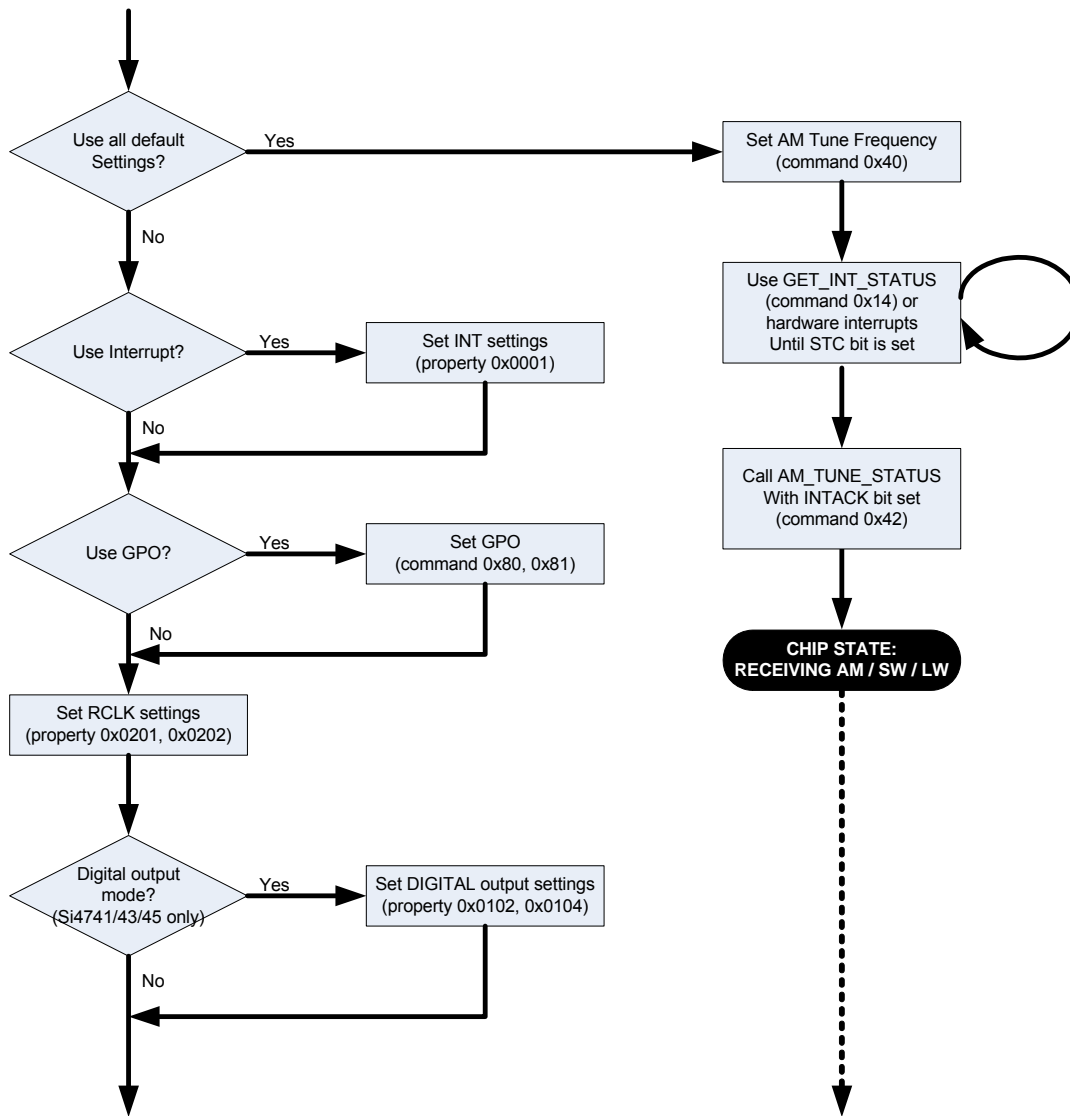 Use all default
Settings?
Yes
Set AM Tune Frequency
(command 0x40)
No
Use GET_INT_STATUS
(command 0x14) or
hardware interrupts
Until STC bit is set
Use Interrupt?
Yes
Set INT settings
(property 0x0001)
No
Call AM_TUNE_STATUS
With INTACK bit set
(command 0x42)
Use GPO?
Yes
Set GPO
(command 0x80, 0x81)
No
CHIP STATE:
RECEIVING AM / SW / LW
Set RCLK settings
(property 0x0201, 0x0202)
Digital output
mode?
(Si4741/43/45 only)
Yes
Set DIGITAL output settings
(property 0x0102, 0x0104)
No